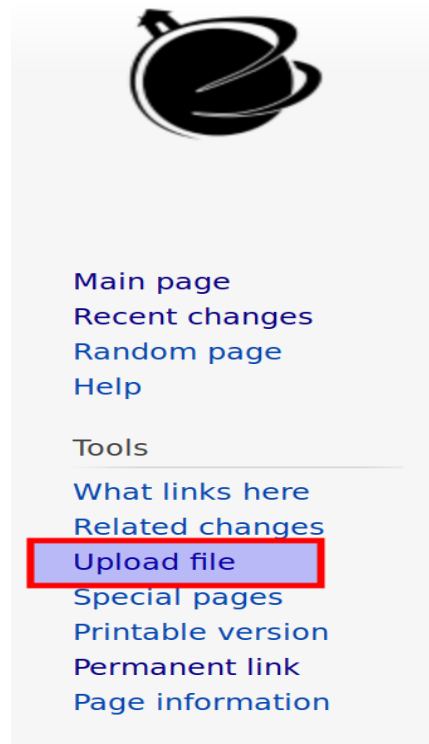 Main page
Recent changes
Random page
Help
Tools
What links here
Related changes
Upload file
Special pages
Printable version
Permanent link
Page information